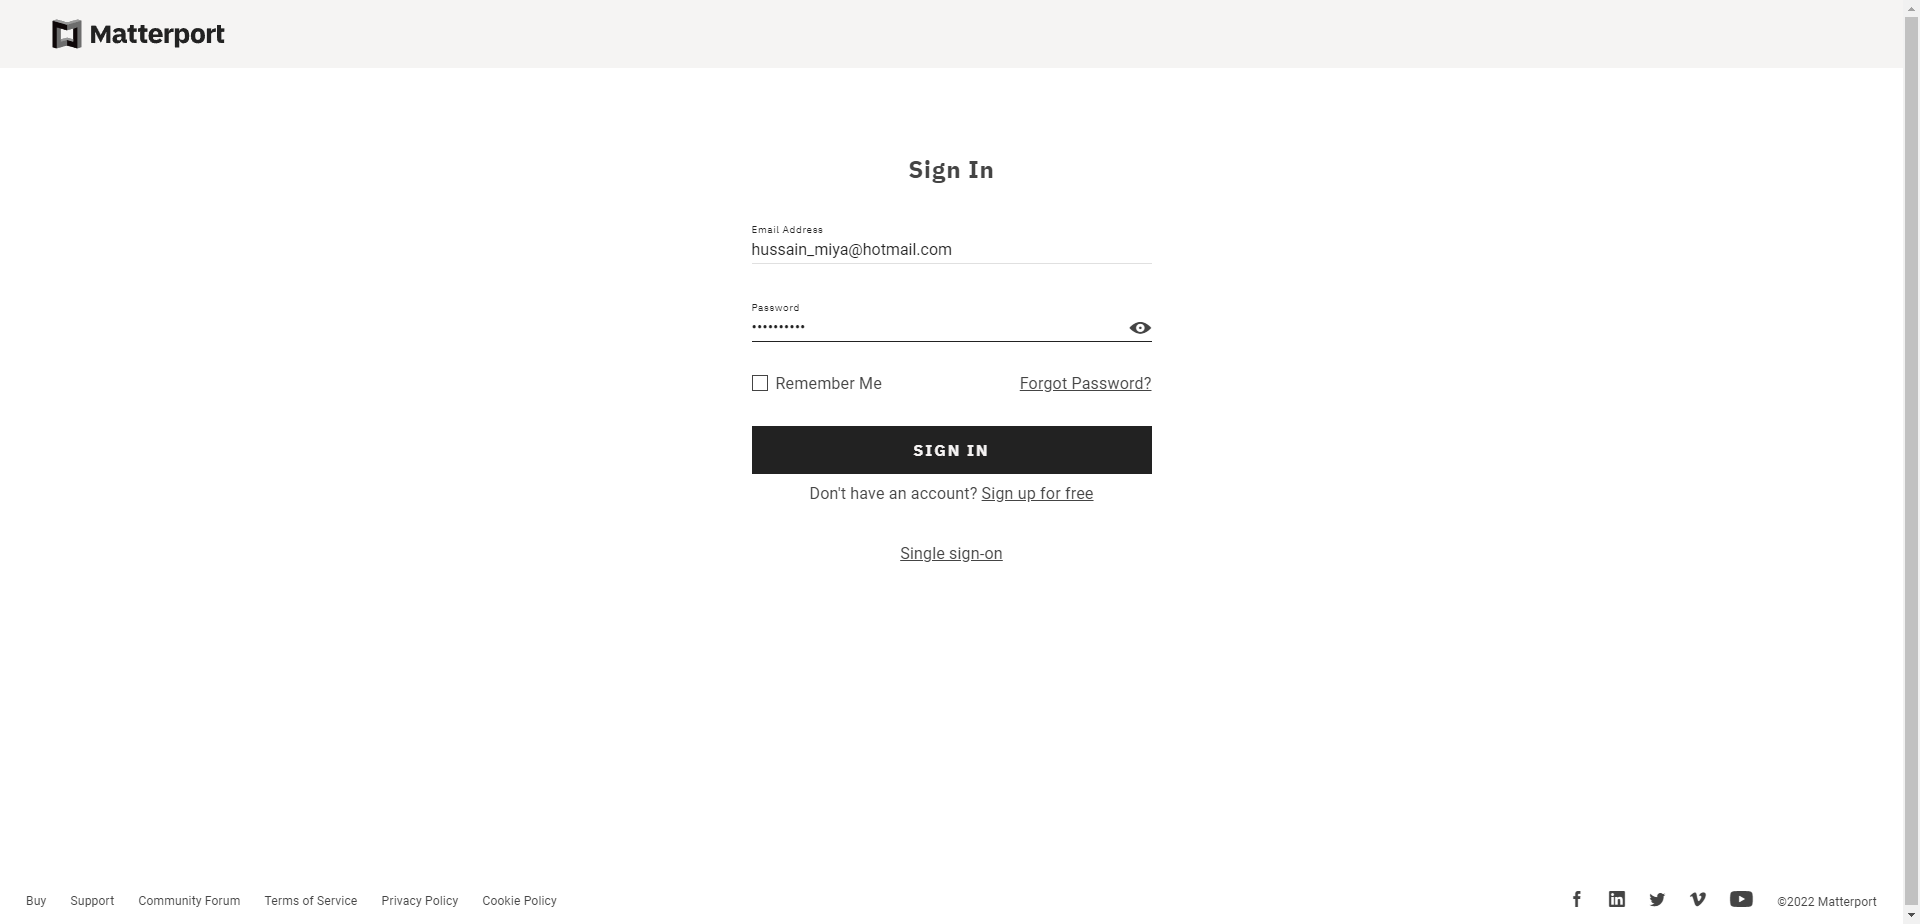 Matterport
Sign In
Email Address
hussain_miya@hotmail.com
Password
••••••••••
Remember Me
Forgot Password?
SIGN IN
Don't have an account? Sign up for free
Single sign-on
Buy Support Community Forum Terms of Service Privacy Policy Cookie Policy
©2022 Matterport